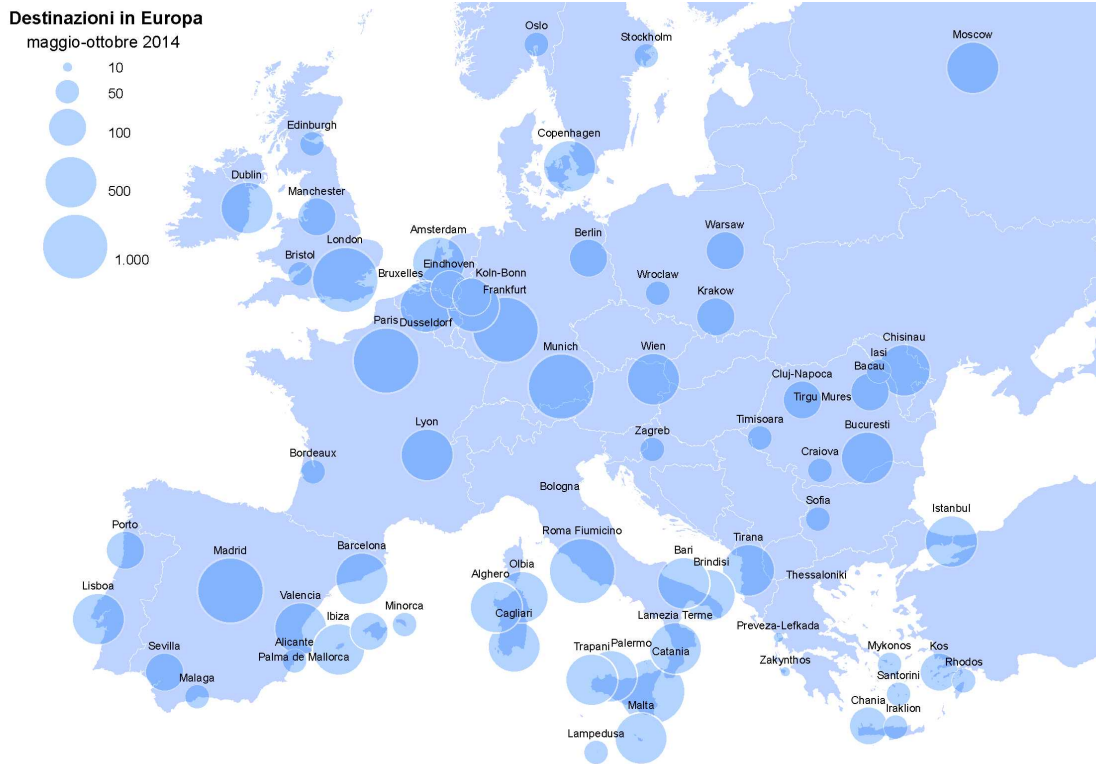 Destinazioni in Europa
maggio-ottobre 2014
10
50
100
500
1.000
Oslo
Stockholm
Moscow
Edinburgh
Copenhagen
Dublin
Manchester
Amsterdam
Berlin
Warsaw
London
Bristol
Eindhoven
Bruxelles
Koln-Bonn
Wroclaw
Frankfurt
Krakow
Paris
Dusseldorf
Munich
Wien
Chisinau
Iasi
Bacau
Cluj-Napoca
Tirgu Mures
Timisoara
Lyon
Zagreb
Bucuresti
Bordeaux
Craiova
Bologna
Sofia
Istanbul
Porto
Madrid
Barcelona
Roma Fiumicino
Tirana
Bari
Brindisi
Olbia
Alghero
Thessaloniki
Lisboa
Valencia
Minorca
Ibiza
Cagliari
Lamezia Terme
Preveza-Lefkada
Sevilla
Alicante
Palma de Mallorca
Trapani
Palermo
Catania
Zakynthos
Mykonos
Kos
Rhodos
Malaga
Santorini
Malta
Chania
Iraklion
Lampedusa